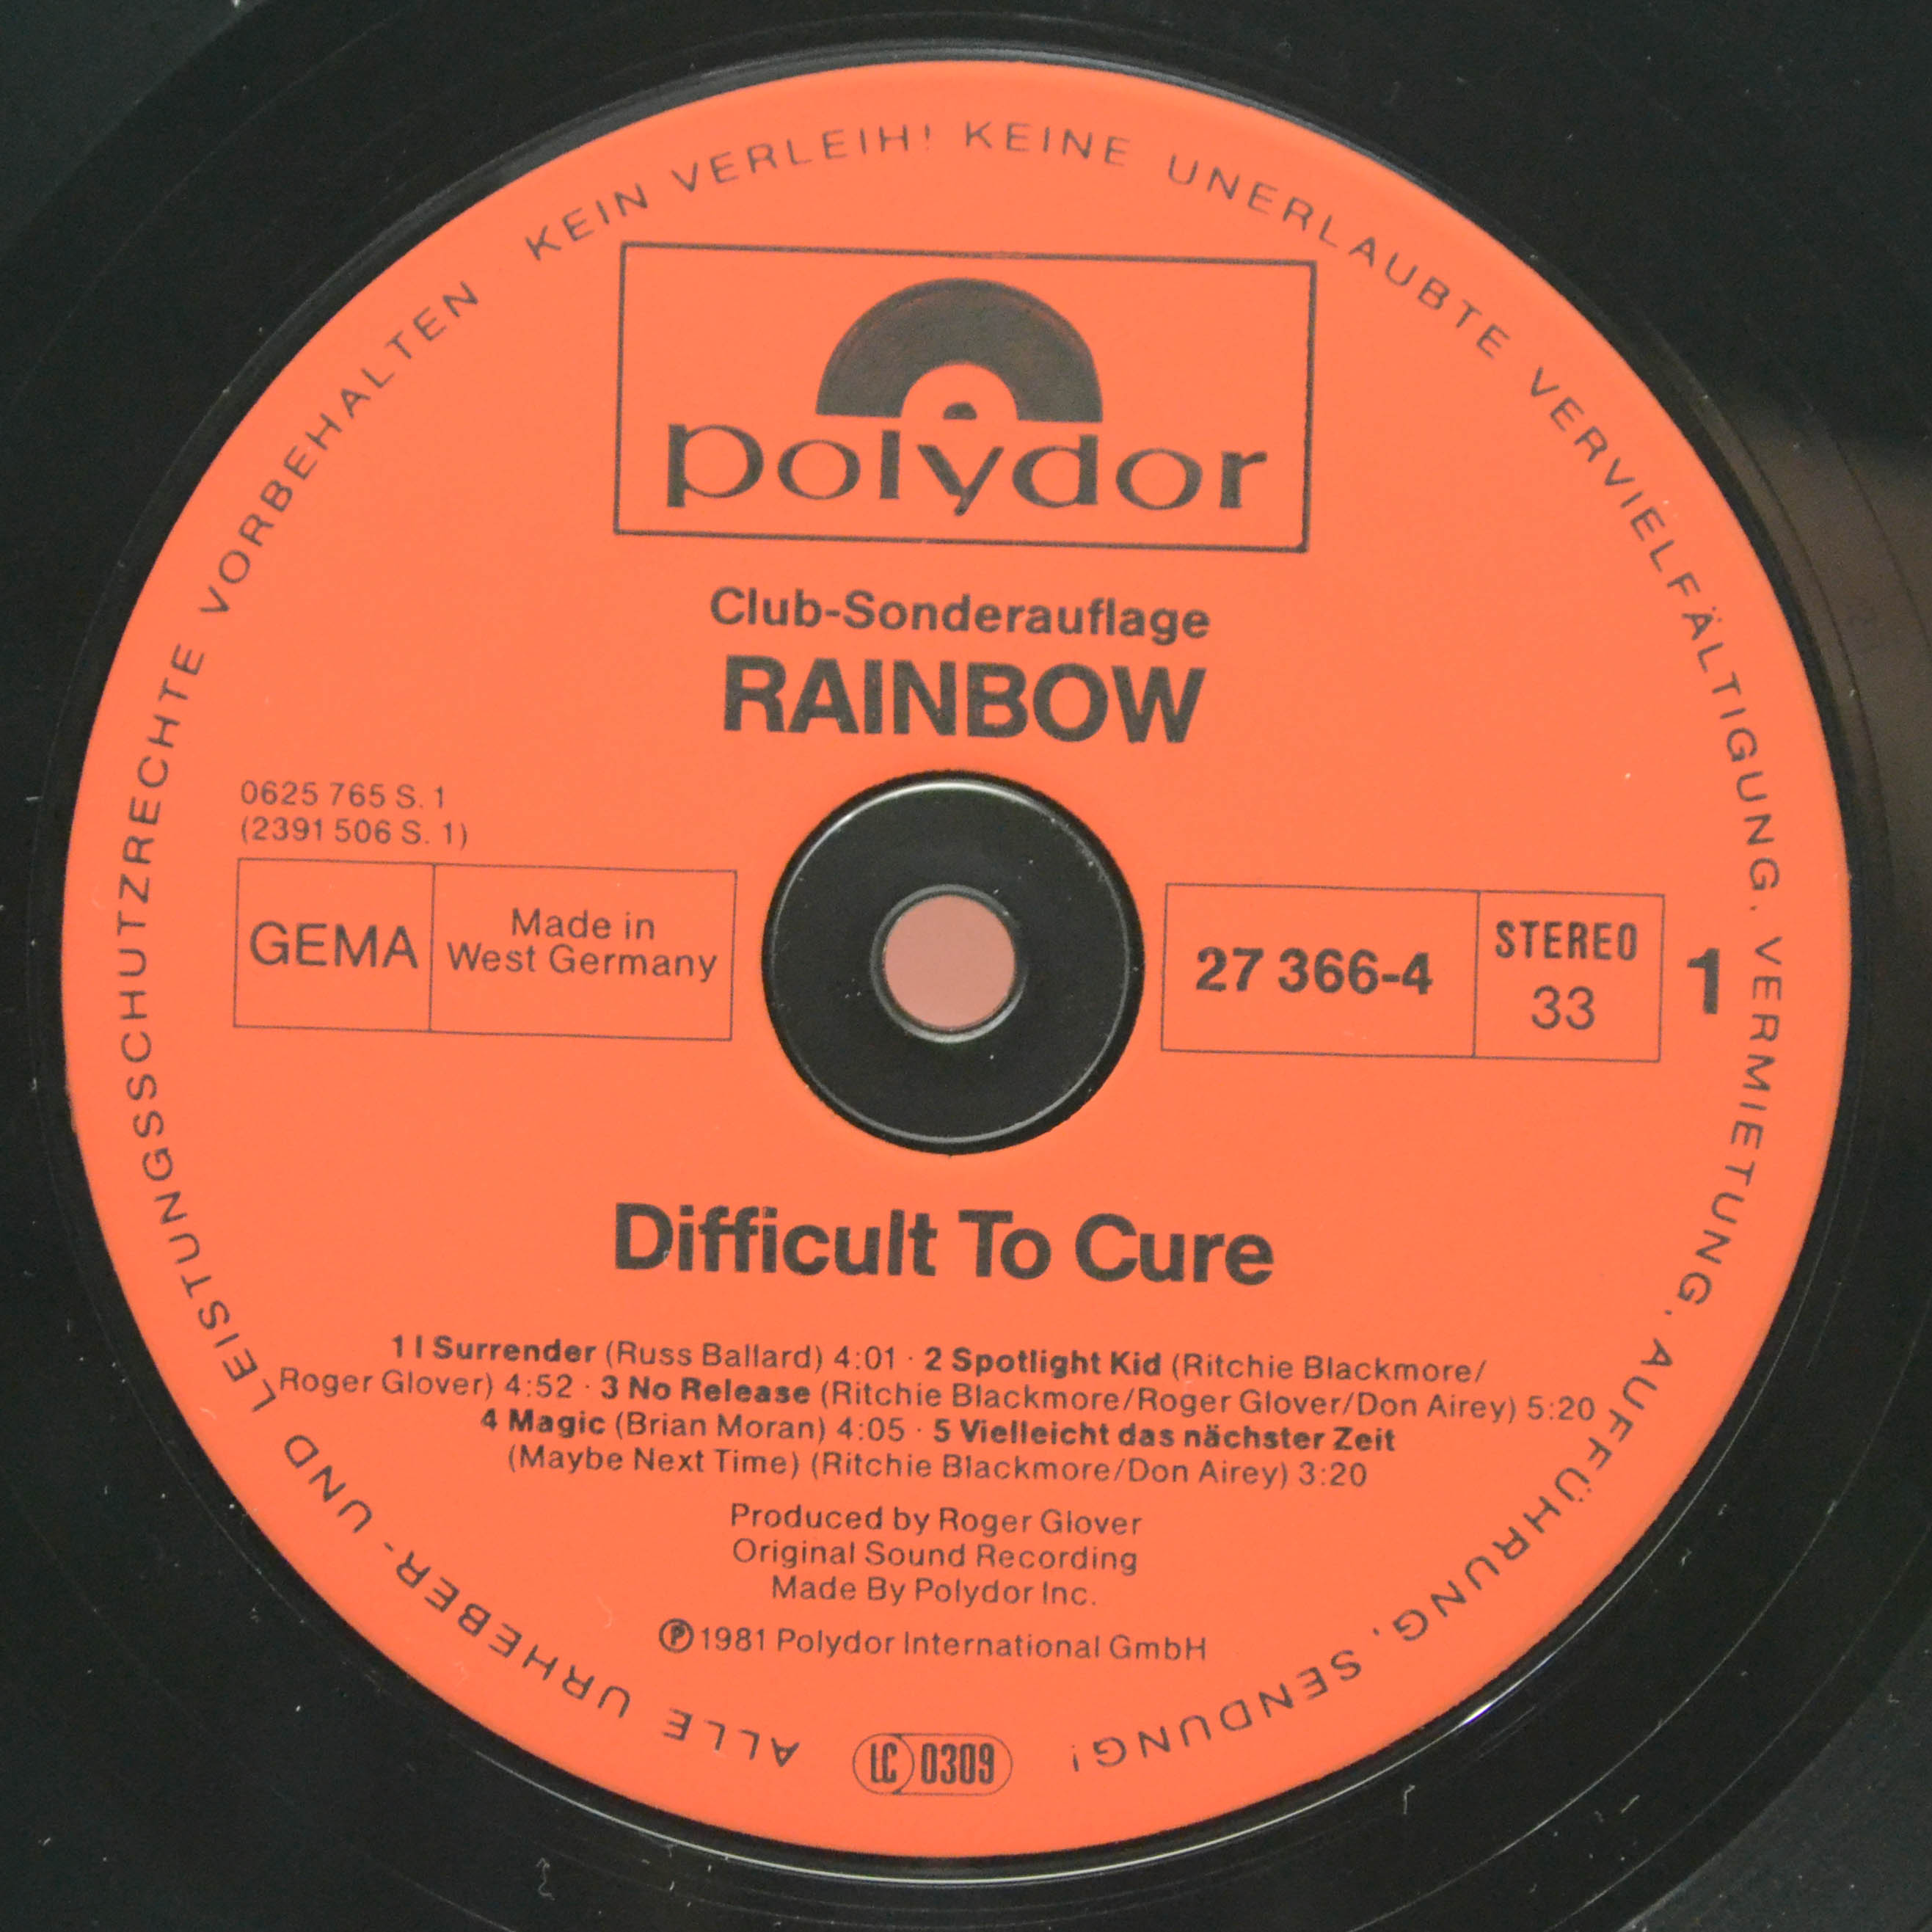 ALLE URHEBER- UND LEISTUNGSSCHUTZRECHTE VORBEHALTEN KEIN VERLEIH! KEINE UNERLAUBTE VERVIELFÄLTIGUNG, VERMIETUNG, AUFFÜHRUNG, SENDUNG!
polydor
Club-Sonderauflage
RAINBOW
0625 765 S. 1
(2391 506 S. 1)
GEMA
Made in
West Germany
27 366-4
STEREO
33
1
Difficult To Cure
1 I Surrender (Russ Ballard) 4:01 · 2 Spotlight Kid (Ritchie Blackmore/
Roger Glover) 4:52 · 3 No Release (Ritchie Blackmore/Roger Glover/Don Airey) 5:20
4 Magic (Brian Moran) 4:05 · 5 Vielleicht das nächster Zeit
(Maybe Next Time) (Ritchie Blackmore/Don Airey) 3:20
Produced by Roger Glover
Original Sound Recording
Made By Polydor Inc.
℗ 1981 Polydor International GmbH
LC 0309